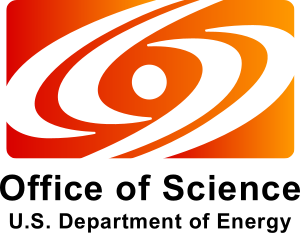 Office of Science
U.S. Department of Energy